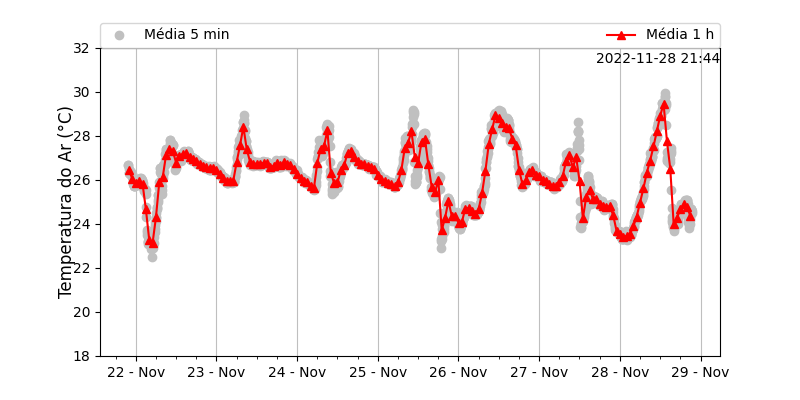 Média 5 min
Média 1 h
2022-11-28 21:44
Temperatura do Ar (°C)
32
30
28
26
24
22
20
18
22 - Nov
23 - Nov
24 - Nov
25 - Nov
26 - Nov
27 - Nov
28 - Nov
29 - Nov